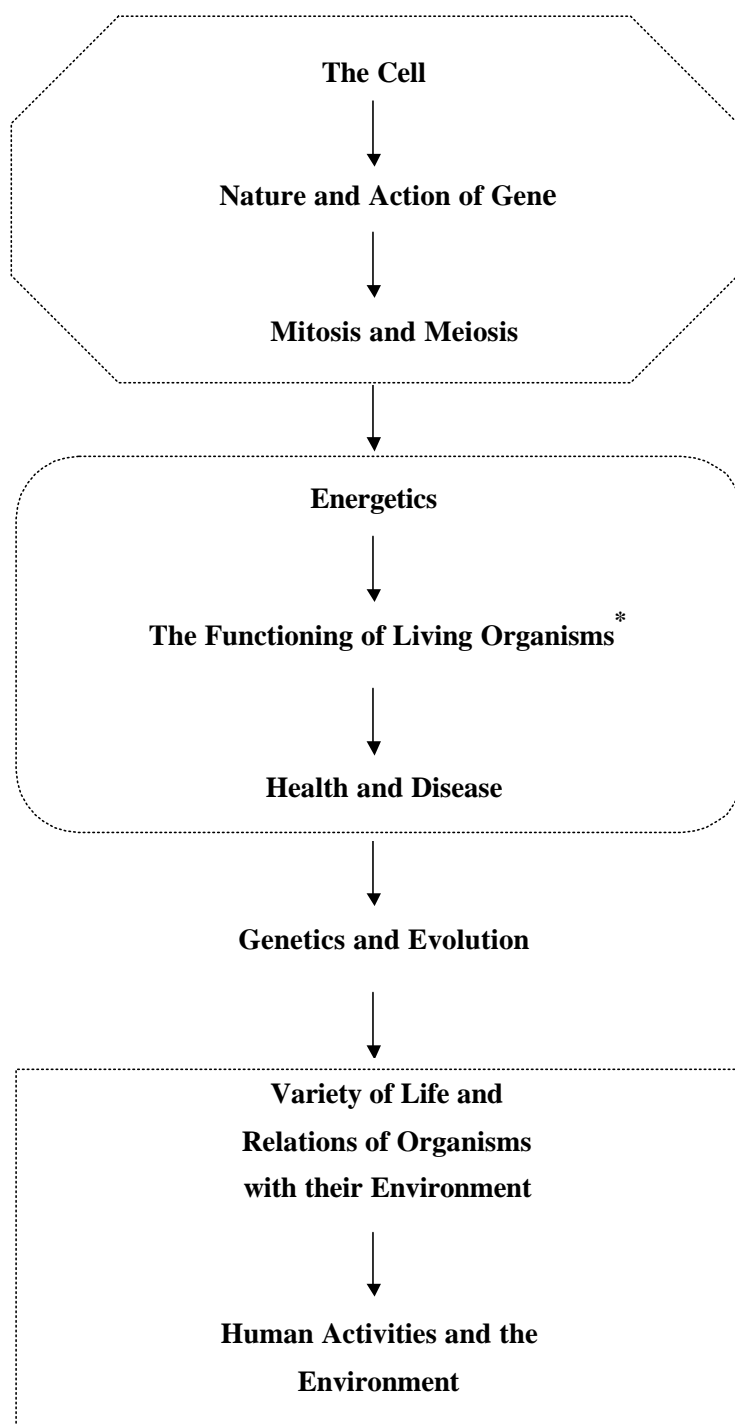 The Cell
Nature and Action of Gene
Mitosis and Meiosis
Energetics
The Functioning of Living Organisms*
Health and Disease
Genetics and Evolution
Variety of Life and
Relations of Organisms
with their Environment
Human Activities and the
Environment